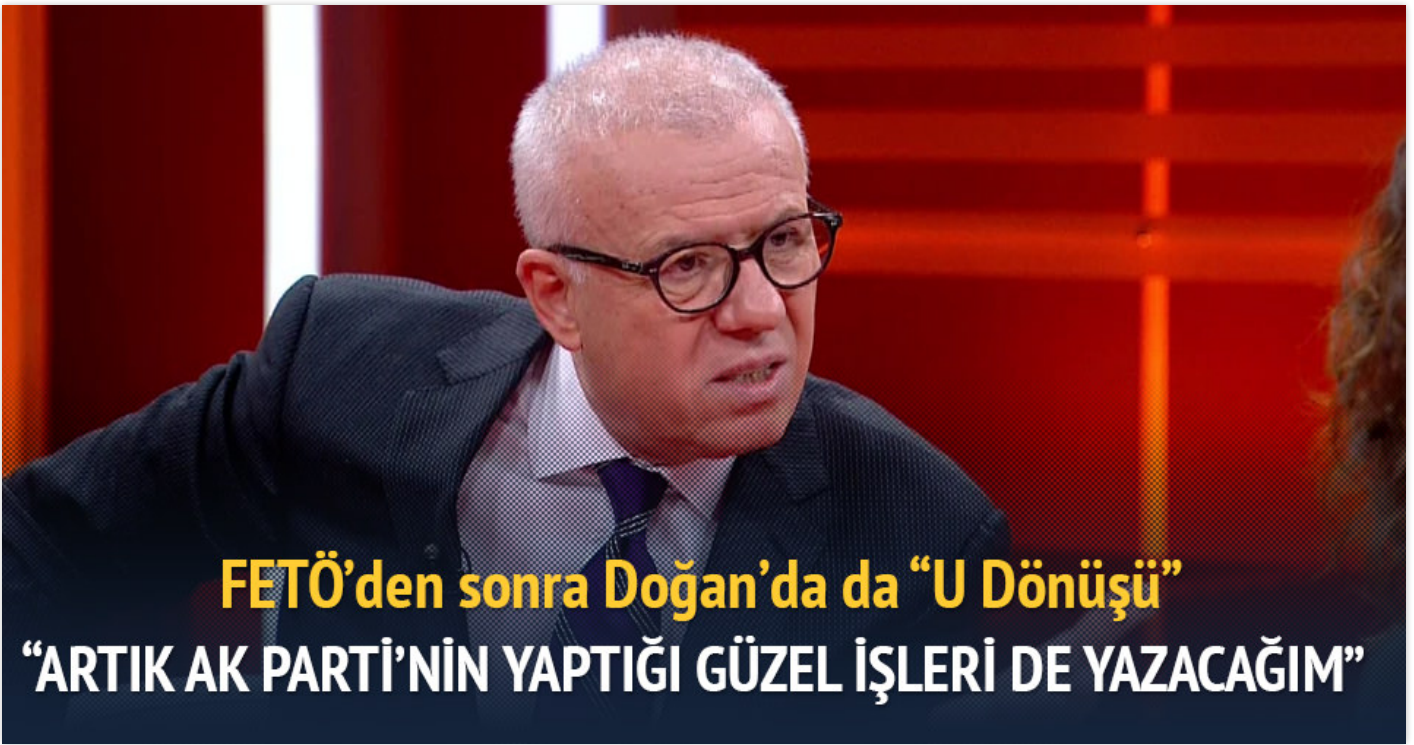 FETÖ’den sonra Doğan’da da “U Dönüşü”
“ARTIK AK PARTİ’NİN YAPTIĞI GÜZEL İŞLERİ DE YAZACAĞIM”